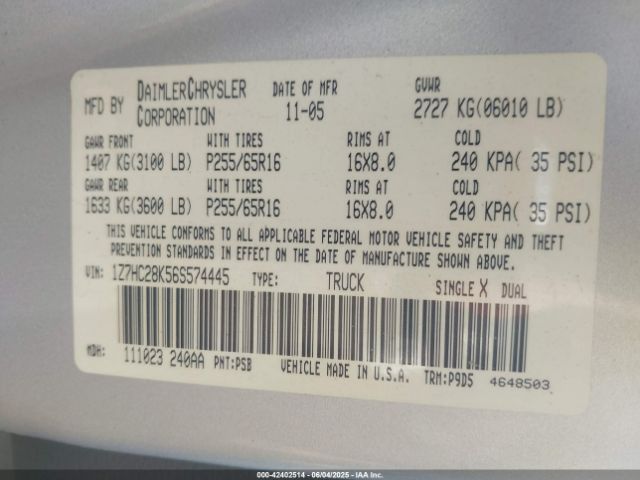 MFD BY DAIMLERCHRYSLER CORPORATION DATE OF MFR 11-05 GVWR 2727 KG(06010 LB)
GAWR FRONT WITH TIRES RIMS AT COLD
1407 KG(3100 LB) P255/65R16 16X8.0 240 KPA( 35 PSI)
GAWR REAR WITH TIRES RIMS AT COLD
1633 KG(3600 LB) P255/65R16 16X8.0 240 KPA( 35 PSI)
THIS VEHICLE CONFORMS TO ALL APPLICABLE FEDERAL MOTOR VEHICLE SAFETY AND THEFT
PREVENTION STANDARDS IN EFFECT ON THE DATE OF MANUFACTURE SHOWN ABOVE.
VIN: 1Z7HC28K56S574445 TYPE: TRUCK SINGLE X DUAL
MDH: 111023 240AA PNT:PSB VEHICLE MADE IN U.S.A. TRM:P9D5 4648503
000-42402514 - 06/04/2025 - IAA Inc.